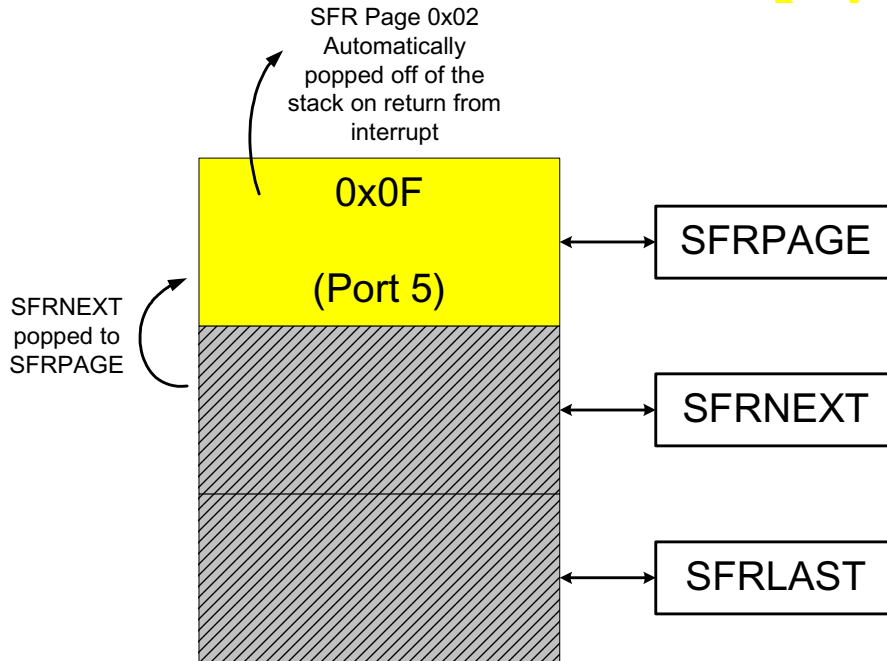 SFR Page 0x02
Automatically
popped off of the
stack on return from
interrupt
0x0F
(Port 5)
SFRPAGE
SFRNEXT
popped to
SFRPAGE
SFRNEXT
SFRLAST